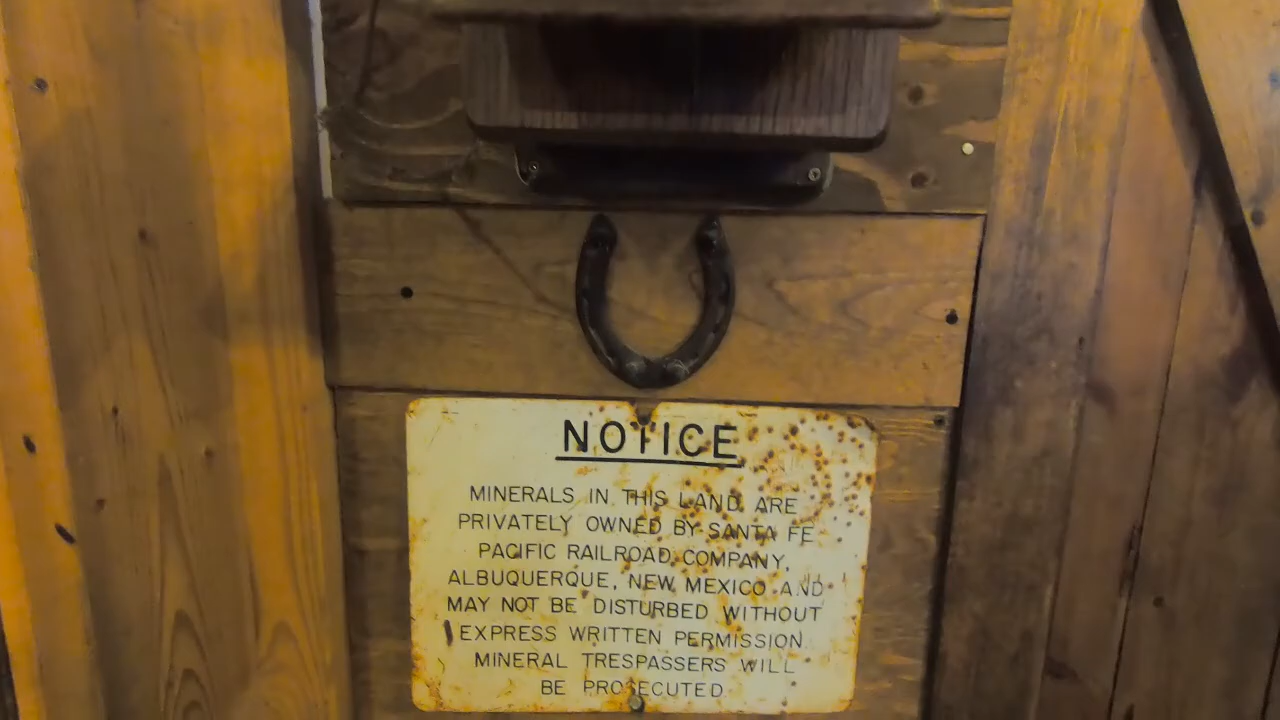 NOTICE
MINERALS IN THIS LAND ARE
PRIVATELY OWNED BY SANTA FE
PACIFIC RAILROAD COMPANY,
ALBUQUERQUE, NEW MEXICO AND
MAY NOT BE DISTURBED WITHOUT
EXPRESS WRITTEN PERMISSION.
MINERAL TRESPASSERS WILL
BE PROSECUTED